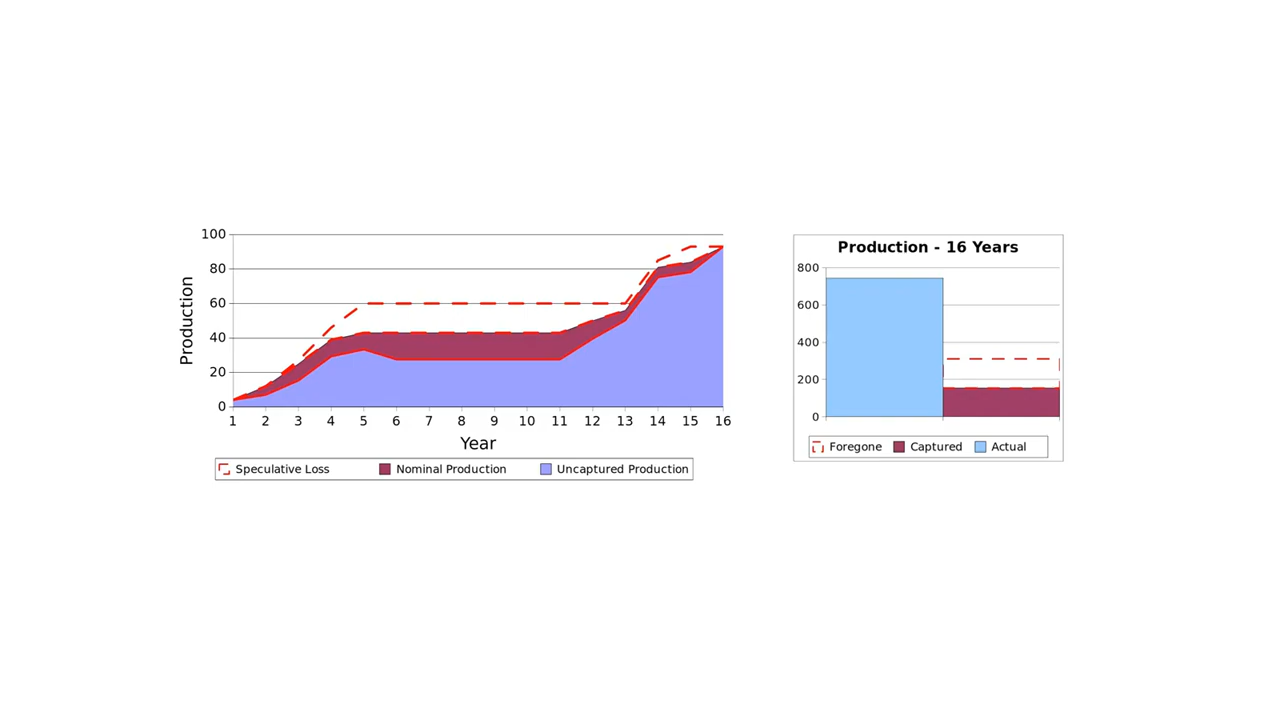 100
80
60
40
20
0
Production
1 2 3 4 5 6 7 8 9 10 11 12 13 14 15 16
Year
Speculative Loss Nominal Production Uncaptured Production
Production - 16 Years
800
600
400
200
0
Foregone Captured Actual